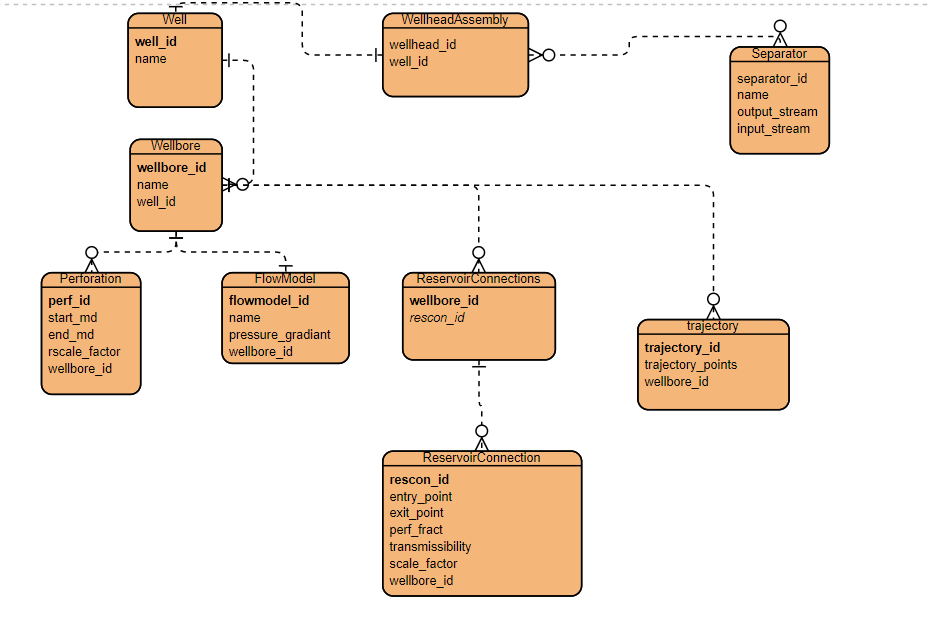 Well
well_id
name
WellheadAssembly
wellhead_id
well_id
Separator
separator_id
name
output_stream
input_stream
Wellbore
wellbore_id
name
well_id
Perforation
perf_id
start_md
end_md
rscale_factor
wellbore_id
FlowModel
flowmodel_id
name
pressure_gradiant
wellbore_id
ReservoirConnections
wellbore_id
rescon_id
trajectory
trajectory_id
trajectory_points
wellbore_id
ReservoirConnection
rescon_id
entry_point
exit_point
perf_fract
transmissibility
scale_factor
wellbore_id